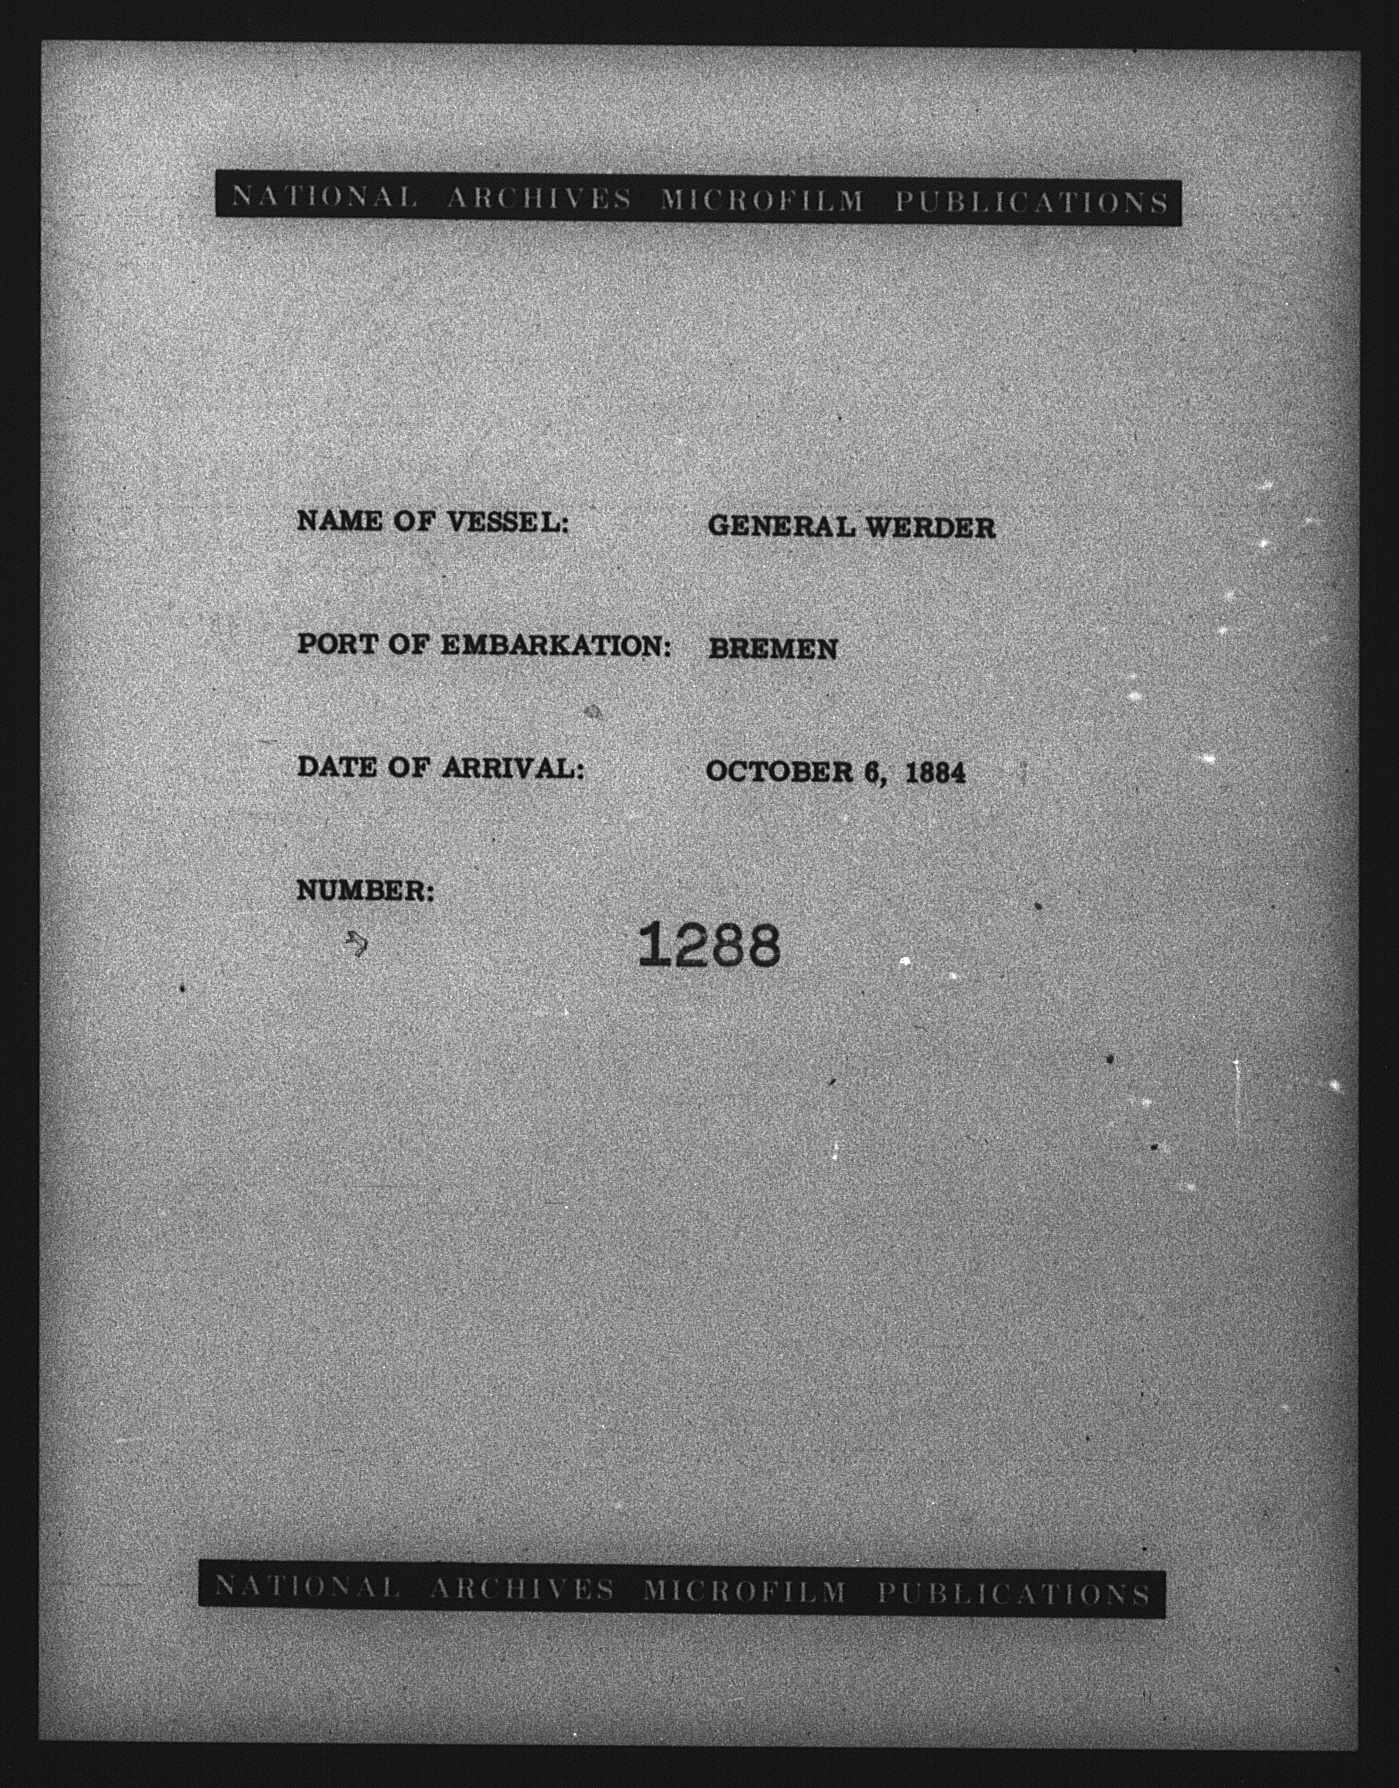 NATIONAL ARCHIVES MICROFILM PUBLICATIONS
NAME OF VESSEL: GENERAL WERDER
PORT OF EMBARKATION: BREMEN
DATE OF ARRIVAL: OCTOBER 6, 1884
NUMBER:
1288
NATIONAL ARCHIVES MICROFILM PUBLICATIONS